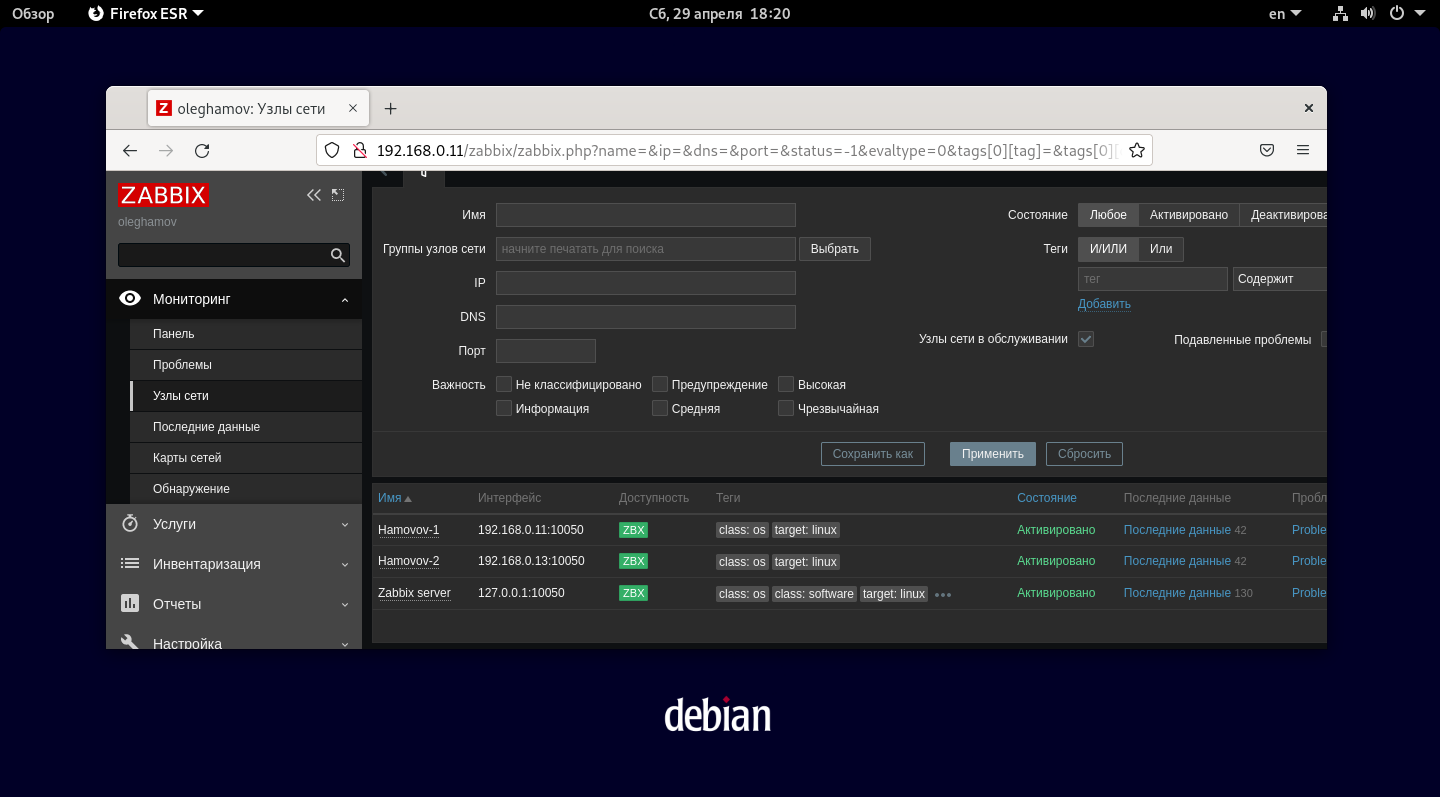 Обзор Firefox ESR Сб, 29 апреля 18:20 en
oleghamov: Узлы сети
192.168.0.11/zabbix/zabbix.php?name=&ip=&dns=&port=&status=-1&evaltype=0&tags[0][tag]=&tags[0][
ZABBIX
oleghamov
Мониторинг
Панель
Проблемы
Узлы сети
Последние данные
Карты сетей
Обнаружение
Услуги
Инвентаризация
Отчеты
Настройка
Имя Состояние Любое Активировано Деактивирова
Группы узлов сети начните печатать для поиска Выбрать Теги И/ИЛИ Или
IP тег Содержит
Добавить
DNS
Узлы сети в обслуживании Подавленные проблемы
Порт
Важность Не классифицировано Предупреждение Высокая
Информация Средняя Чрезвычайная
Сохранить как Применить Сбросить
Имя Интерфейс Доступность Теги Состояние Последние данные Пробл
Hamovov-1 192.168.0.11:10050 ZBX class: os target: linux Активировано Последние данные 42 Proble
Hamovov-2 192.168.0.13:10050 ZBX class: os target: linux Активировано Последние данные 42 Proble
Zabbix server 127.0.0.1:10050 ZBX class: os class: software target: linux Активировано Последние данные 130 Proble
debian